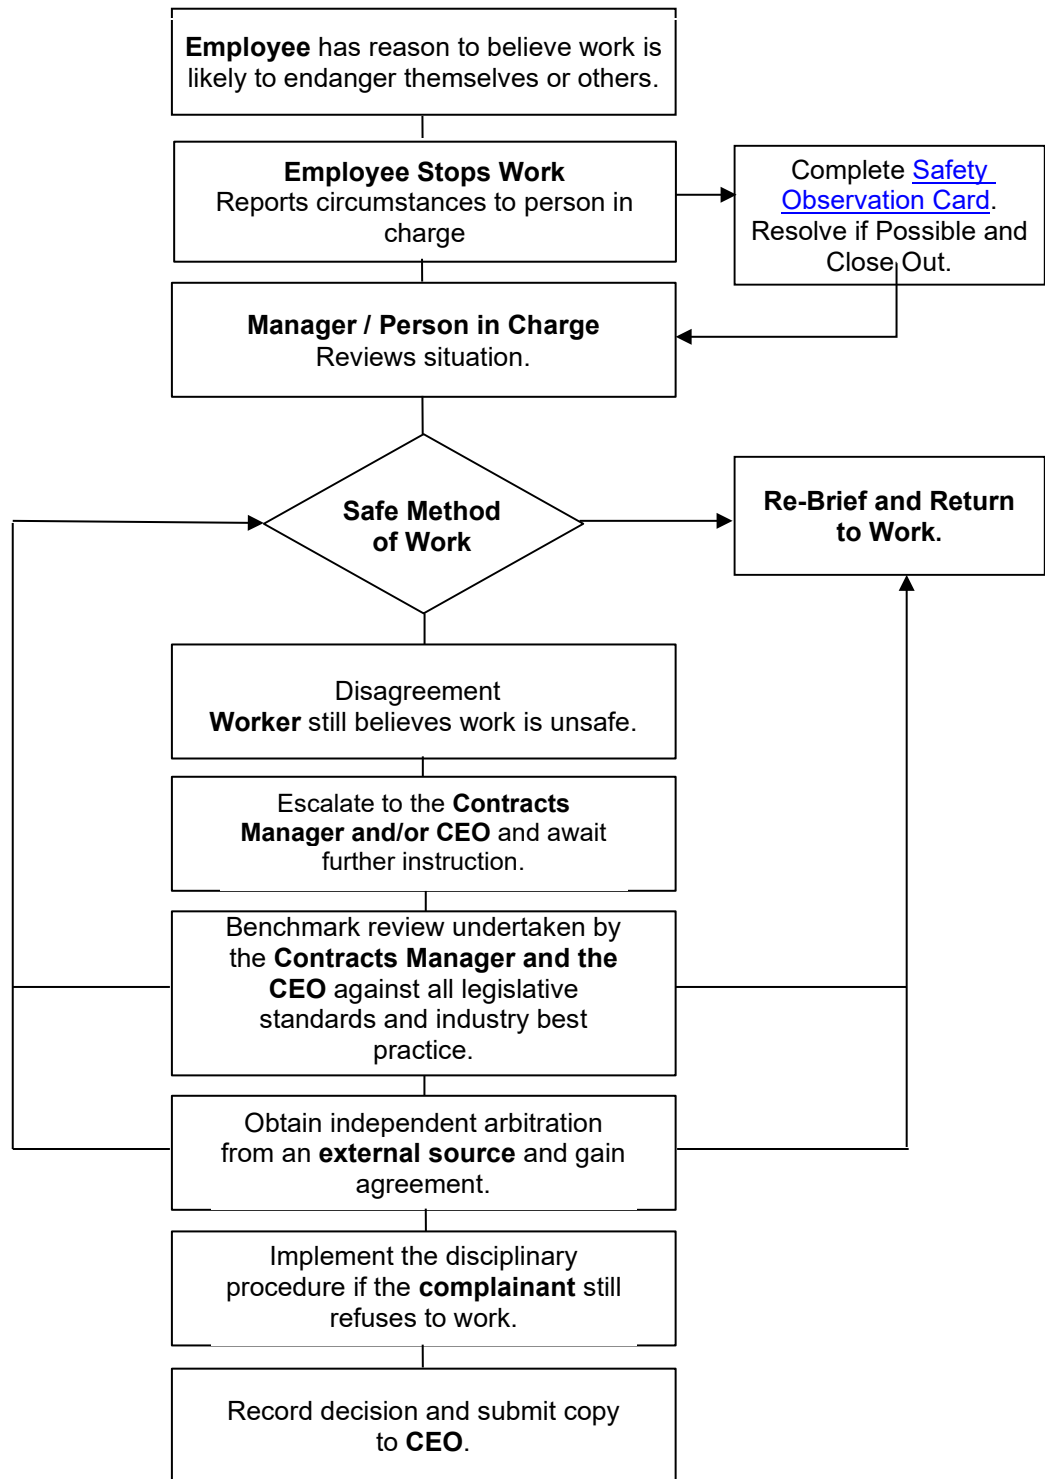 Employee has reason to believe work is
likely to endanger themselves or others.
Employee Stops Work
Reports circumstances to person in
charge
Complete Safety
Observation Card.
Resolve if Possible and
Close Out.
Manager / Person in Charge
Reviews situation.
Safe Method
of Work
Re-Brief and Return
to Work.
Disagreement
Worker still believes work is unsafe.
Escalate to the Contracts
Manager and/or CEO and await
further instruction.
Benchmark review undertaken by
the Contracts Manager and the
CEO against all legislative
standards and industry best
practice.
Obtain independent arbitration
from an external source and gain
agreement.
Implement the disciplinary
procedure if the complainant still
refuses to work.
Record decision and submit copy
to CEO.